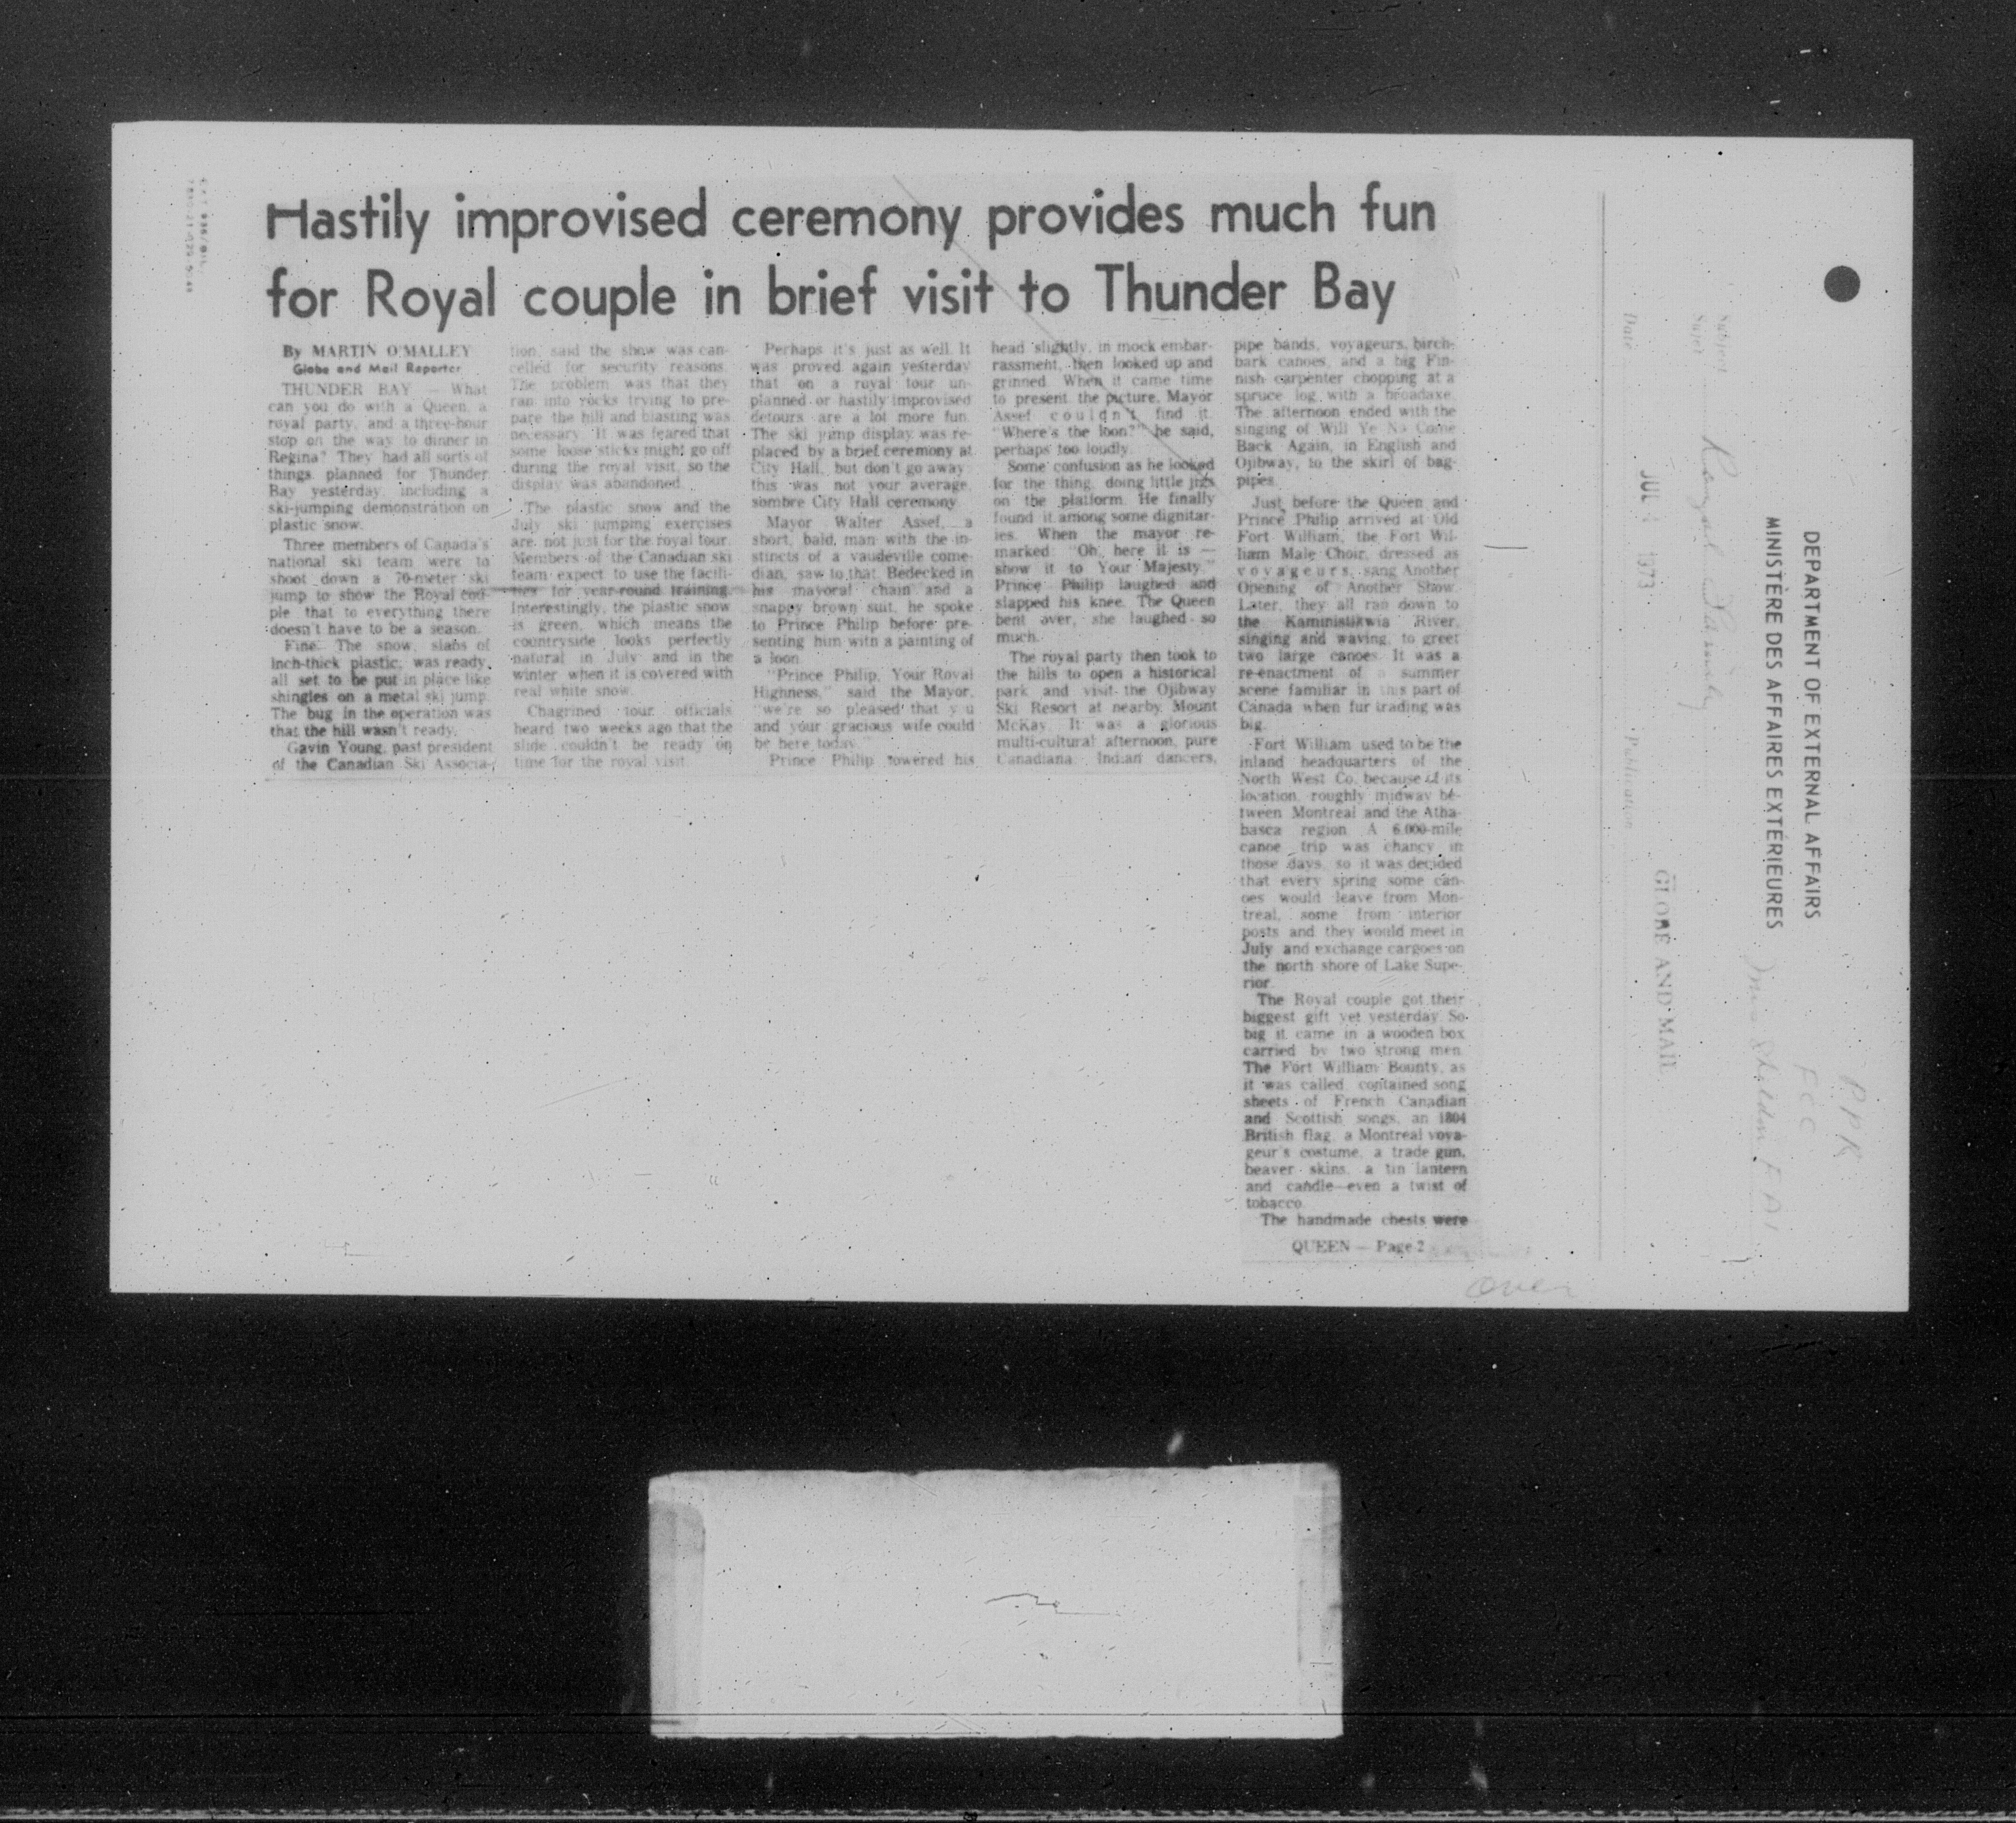 Hastily improvised ceremony provides much fun
for Royal couple in brief visit to Thunder Bay
By MARTIN O'MALLEY
Globe and Mail Reporter
THUNDER BAY — What
can you do with a Queen, a
royal party, and a three-hour
stop on the way to dinner in
Regina? They had all sorts of
things planned for Thunder
Bay yesterday, including a
ski-jumping demonstration on
plastic snow.
Three members of Canada's
national ski team were to
shoot down a 70-meter ski
jump to show the Royal cou-
ple that to everything there
doesn't have to be a season.
Fine. The snow, slabs of
inch-thick plastic, was ready,
all set to be put in place like
shingles on a metal ski jump.
The bug in the operation was
that the hill wasn't ready.
Gavin Young, past president
of the Canadian Ski Associa-
tion, said the show was can-
celled for security reasons.
The problem was that they
ran into rocks trying to pre-
pare the hill and blasting was
necessary. It was feared that
some loose sticks might go off
during the royal visit, so the
display was abandoned.
The plastic snow and the
July ski jumping exercises
are not just for the royal tour.
Members of the Canadian ski
team expect to use the facili-
ties for year-round training.
Interestingly, the plastic snow
is green, which means the
countryside looks perfectly
natural in July and in the
winter when it is covered with
real white snow.
Chagrined tour officials
heard two weeks ago that the
slide couldn't be ready on
time for the royal visit.
Perhaps it's just as well. It
was proved again yesterday
that on a royal tour un-
planned or hastily improvised
detours are a lot more fun.
The ski jump display was re-
placed by a brief ceremony at
City Hall, but don't go away:
this was not your average,
sombre City Hall ceremony.
Mayor Walter Assef, a
short, bald, man with the in-
stincts of a vaudeville come-
dian, saw to that. Bedecked in
his mayoral chain and a
snappy brown suit, he spoke
to Prince Philip before pre-
senting him with a painting of
a loon.
"Prince Philip, Your Royal
Highness," said the Mayor,
"we're so pleased that y u
and your gracious wife could
be here today.
Prince Philip lowered his
head slightly, in mock embar-
rassment, then looked up and
grinned. When it came time
to present the picture, Mayor
Assef couldn't find it.
"Where's the loon?" he said,
perhaps too loudly.
Some confusion as he looked
for the thing, doing little jigs
on the platform. He finally
found it among some dignitar-
ies. When the mayor re-
marked: "Oh, here it is —
show it to Your Majesty,"
Prince Philip laughed and
slapped his knee. The Queen
bent over, she laughed so
much.
The royal party then took to
the hills to open a historical
park and visit the Ojibway
Ski Resort at nearby Mount
McKay. It was a glorious
multi-cultural afternoon, pure
Canadiana: Indian dancers,
pipe bands, voyageurs, birch-
bark canoes, and a big Fin-
nish carpenter chopping at a
spruce log with a broadaxe.
The afternoon ended with the
singing of Will Ye No Come
Back Again, in English and
Ojibway, to the skirl of bag-
pipes.
Just before the Queen and
Prince Philip arrived at Old
Fort William, the Fort Wil-
liam Male Choir, dressed as
voyageurs, sang Another
Opening of Another Show.
Later, they all ran down to
the Kaministikwia River,
singing and waving, to greet
two large canoes. It was a
re-enactment of a summer
scene familiar in this part of
Canada when fur trading was
big.
Fort William used to be the
inland headquarters of the
North West Co. because of its
location, roughly midway be-
tween Montreal and the Atha-
basca region. A 6,000-mile
canoe trip was chancy in
those days, so it was decided
that every spring some can-
oes would leave from Mon-
treal, some from interior
posts and they would meet in
July and exchange cargoes on
the north shore of Lake Supe-
rior.
The Royal couple got their
biggest gift yet yesterday. So
big it came in a wooden box
carried by two strong men.
The Fort William Bounty, as
it was called, contained song
sheets of French Canadian
and Scottish songs, an 1804
British flag, a Montreal voya-
geur's costume, a trade gun,
beaver skins, a tin lantern
and candle—even a twist of
tobacco.
The handmade chests were
QUEEN — Page 2
over
DEPARTMENT OF EXTERNAL AFFAIRS
MINISTÈRE DES AFFAIRES EXTÉRIEURES
Subject
Sujet
Royal Family
Date
JUL 4 1973
Publication
GLOBE AND MAIL
PPR
FCC